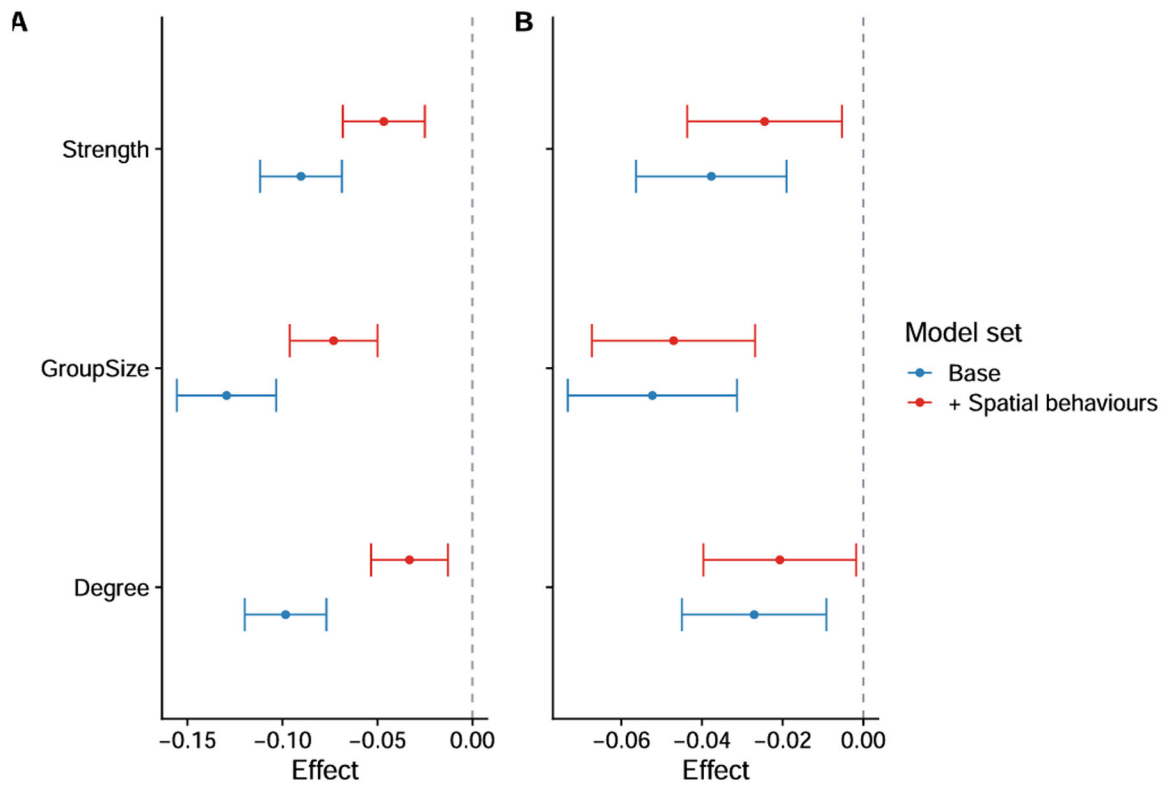 A
B
Strength
GroupSize
Degree
−0.15 −0.10 −0.05 0.00
Effect
−0.06 −0.04 −0.02 0.00
Effect
Model set
Base
+ Spatial behaviours